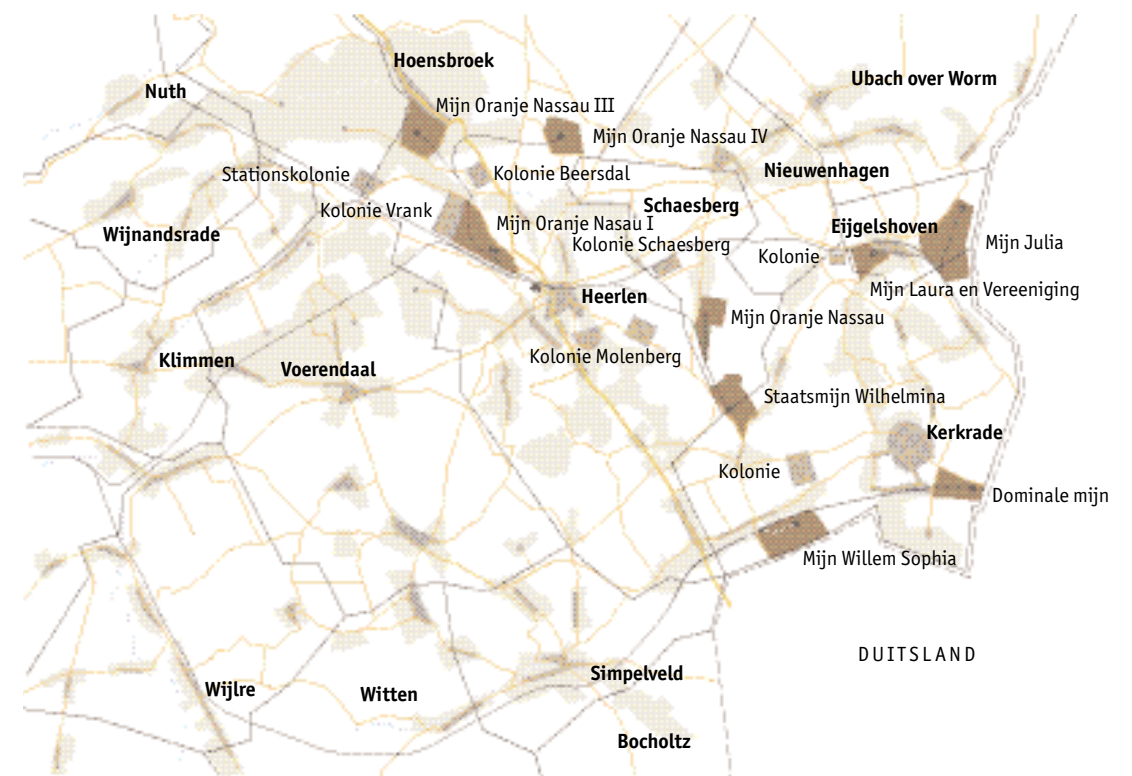 Hoensbroek
Ubach over Worm
Nuth
Mijn Oranje Nassau III
Mijn Oranje Nassau IV
Stationskolonie
Kolonie Beersdal
Nieuwenhagen
Kolonie Vrank
Schaesberg
Mijn Oranje Nasau I
Wijnandsrade
Eijgelshoven
Kolonie Schaesberg
Mijn Julia
Kolonie
Mijn Laura en Vereeniging
Heerlen
Mijn Oranje Nassau
Kolonie Molenberg
Klimmen
Voerendaal
Staatsmijn Wilhelmina
Kerkrade
Kolonie
Dominale mijn
Mijn Willem Sophia
DUITSLAND
Simpelveld
Wijlre
Witten
Bocholtz